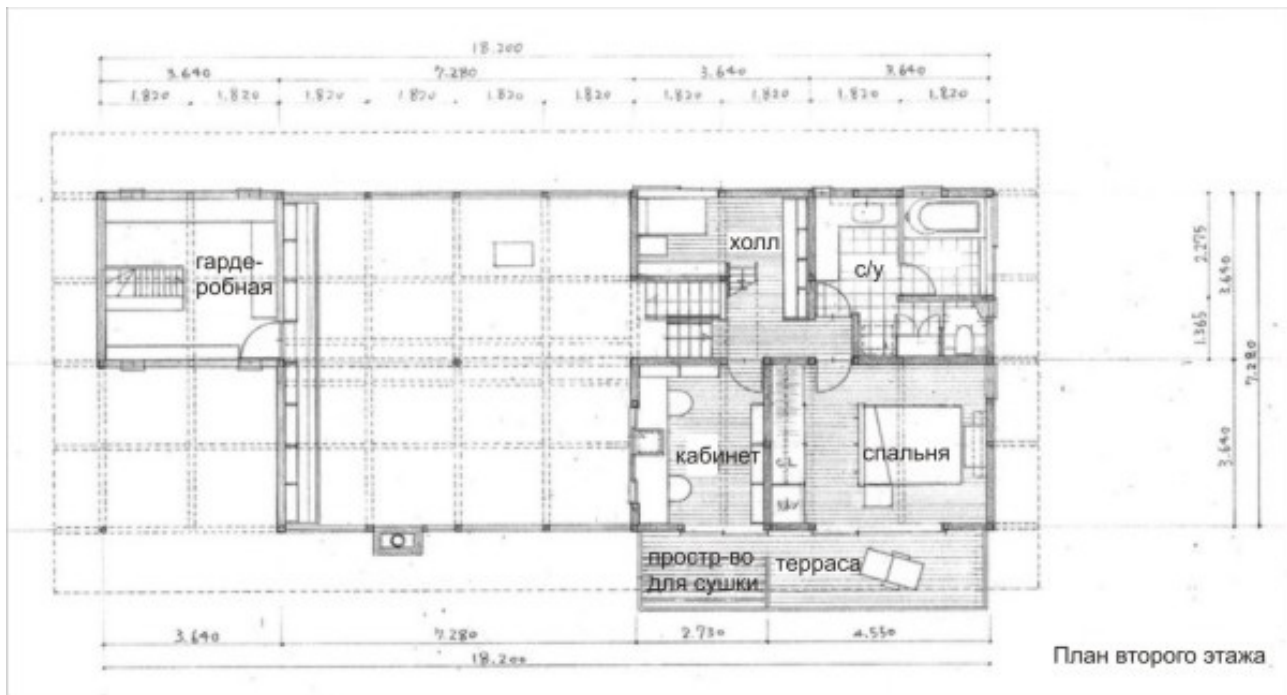 18.200
3.640 7.280 3.640 3.640
1.820 1.820 1.820 1.820 1.820 1.820 1.820 1.820 1.820 1.820
холл
гарде-
робная
с/у
2.275
3.640
1.365
7.280
3.640
кабинет
спальня
CL
простр-во
для сушки
терраса
3.640 7.280 2.730 4.550
18.200
План второго этажа